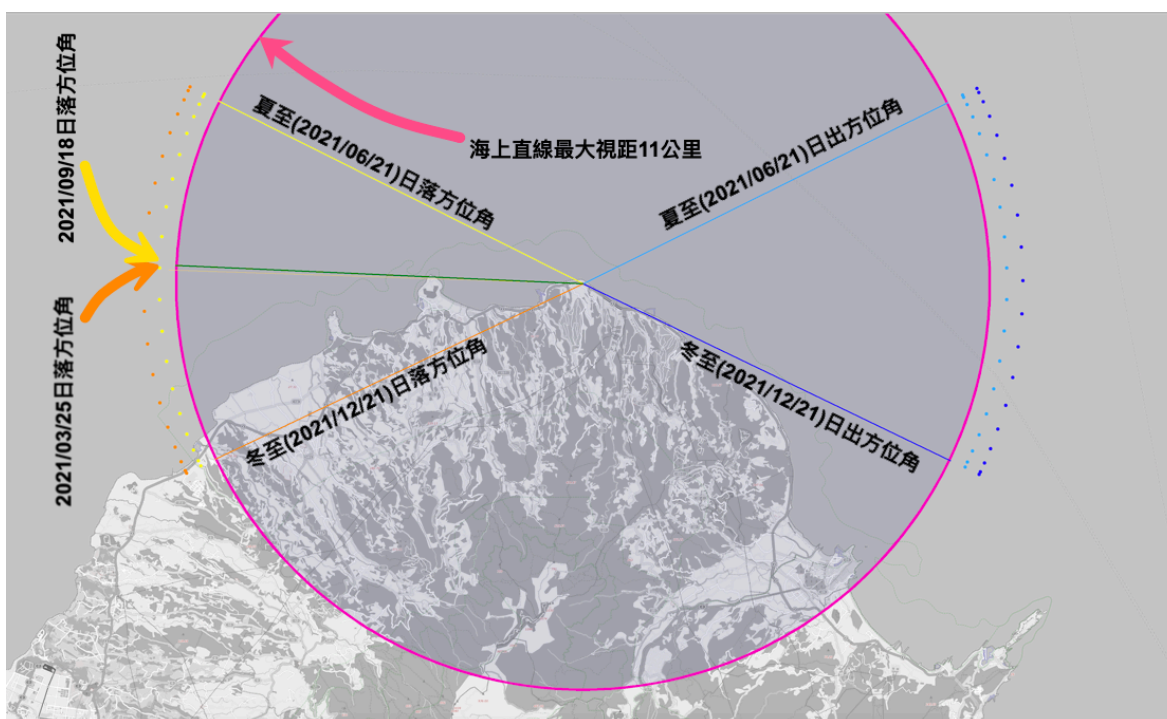 2021/09/18日落方位角
2021/03/25日落方位角
夏至(2021/06/21)日落方位角
海上直線最大視距11公里
夏至(2021/06/21)日出方位角
冬至(2021/12/21)日落方位角
冬至(2021/12/21)日出方位角